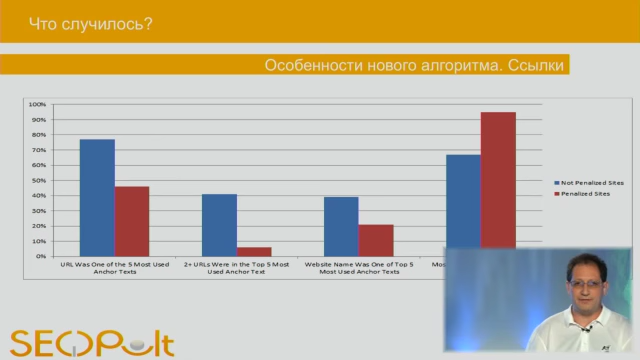 Что случилось?
Особенности нового алгоритма. Ссылки
100%
90%
80%
70%
60%
50%
40%
30%
20%
10%
0%
Not Penalized Sites
Penalized Sites
URL Was One of the 5 Most Used
Anchor Texts
2+ URLs Were in the Top 5 Most
Used Anchor Text
Website Name Was One of Top 5
Most Used Anchor Texts
SEOPult